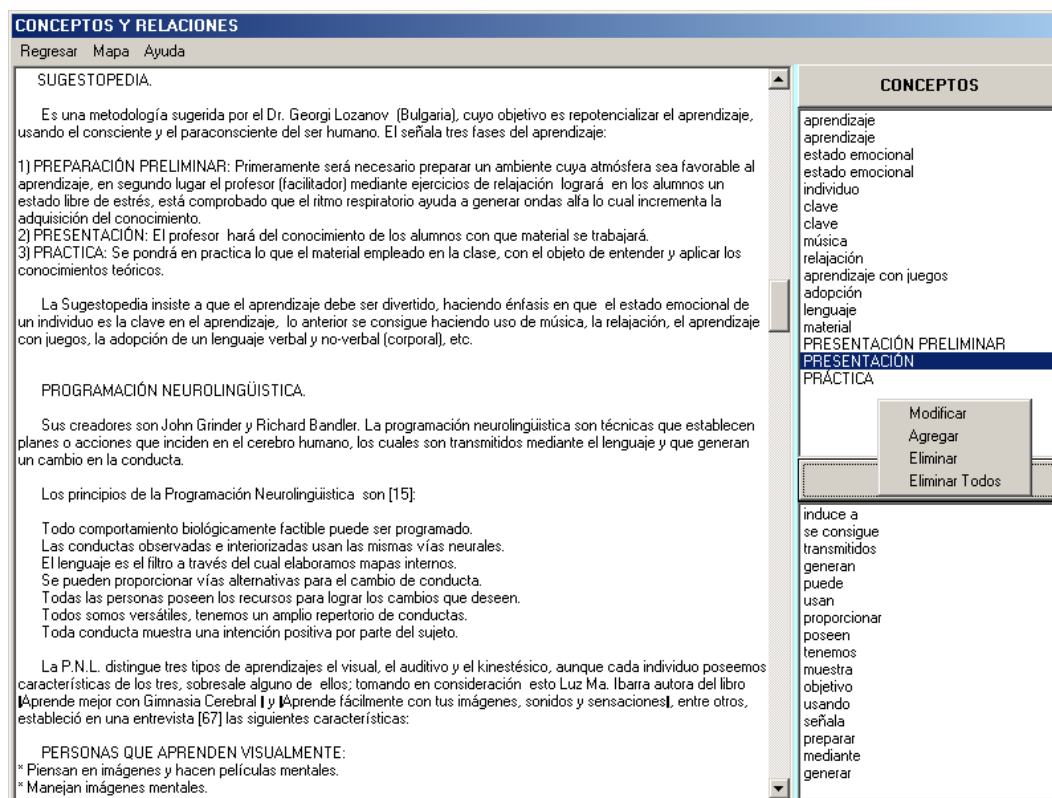 CONCEPTOS Y RELACIONES
Regresar Mapa Ayuda
SUGESTOPEDIA.
Es una metodología sugerida por el Dr. Georgi Lozanov (Bulgaria), cuyo objetivo es repotencializar el aprendizaje,
usando el consciente y el paraconsciente del ser humano. El señala tres fases del aprendizaje:
1) PREPARACIÓN PRELIMINAR: Primeramente será necesario preparar un ambiente cuya atmósfera sea favorable al
aprendizaje, en segundo lugar el profesor (facilitador) mediante ejercicios de relajación logrará en los alumnos un
estado libre de estrés, está comprobado que el ritmo respiratorio ayuda a generar ondas alfa lo cual incrementa la
adquisición del conocimiento.
2) PRESENTACIÓN: El profesor hará del conocimiento de los alumnos con que material se trabajará.
3) PRACTICA: Se pondrá en practica lo que el material empleado en la clase, con el objeto de entender y aplicar los
conocimientos teóricos.
La Sugestopedia insiste a que el aprendizaje debe ser divertido, haciendo énfasis en que el estado emocional de
un individuo es la clave en el aprendizaje, lo anterior se consigue haciendo uso de música, la relajación, el aprendizaje
con juegos, la adopción de un lenguaje verbal y no-verbal (corporal), etc.
PROGRAMACIÓN NEUROLINGÜISTICA.
Sus creadores son John Grinder y Richard Bandler. La programación neurolingüistica son técnicas que establecen
planes o acciones que inciden en el cerebro humano, los cuales son transmitidos mediante el lenguaje y que generan
un cambio en la conducta.
Los principios de la Programación Neurolingüistica son [15]:
Todo comportamiento biológicamente factible puede ser programado.
Las conductas observadas e interiorizadas usan las mismas vías neurales.
El lenguaje es el filtro a través del cual elaboramos mapas internos.
Se pueden proporcionar vías alternativas para el cambio de conducta.
Todas las personas poseen los recursos para lograr los cambios que deseen.
Todos somos versátiles, tenemos un amplio repertorio de conductas.
Toda conducta muestra una intención positiva por parte del sujeto.
La P.N.L. distingue tres tipos de aprendizajes el visual, el auditivo y el kinestésico, aunque cada individuo poseemos
características de los tres, sobresale alguno de ellos; tomando en consideración esto Luz Ma. Ibarra autora del libro
Aprende mejor con Gimnasia Cerebral y Aprende fácilmente con tus imágenes, sonidos y sensaciones, entre otros,
estableció en una entrevista [67] las siguientes características:
PERSONAS QUE APRENDEN VISUALMENTE:
* Piensan en imágenes y hacen películas mentales.
* Manejan imágenes mentales.
CONCEPTOS
aprendizaje
aprendizaje
estado emocional
estado emocional
individuo
clave
clave
música
relajación
aprendizaje con juegos
adopción
lenguaje
material
PRESENTACIÓN PRELIMINAR
PRESENTACIÓN
PRÁCTICA
Modificar
Agregar
Eliminar
Eliminar Todos
induce a
se consigue
transmitidos
generan
puede
usan
proporcionar
poseen
tenemos
muestra
objetivo
usando
señala
preparar
mediante
generar